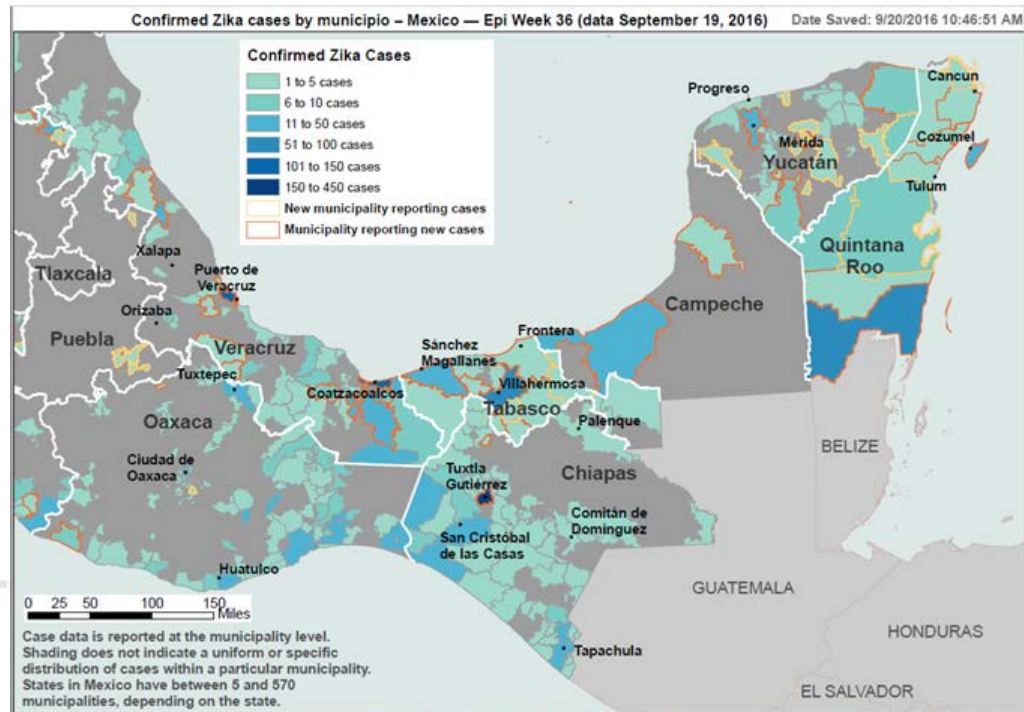 Confirmed Zika cases by municipio – Mexico — Epi Week 36 (data September 19, 2016)
Date Saved: 9/20/2016 10:46:51 AM
Confirmed Zika Cases
1 to 5 cases
6 to 10 cases
11 to 50 cases
51 to 100 cases
101 to 150 cases
150 to 450 cases
New municipality reporting cases
Municipality reporting new cases
Cancun
Progreso
Mérida
Yucatán
Cozumel
Tulum
Quintana
Roo
Campeche
Xalapa
Tlaxcala
Puerto de
Veracruz
Orizaba
Puebla
Veracruz
Frontera
Sánchez
Magallanes
Tuxtepec
Coatzacoalcos
Villahermosa
Tabasco
Oaxaca
Palenque
BELIZE
Ciudad de
Oaxaca
Tuxtla
Gutiérrez
Chiapas
Comitán de
Domínguez
San Cristóbal
de las Casas
Huatulco
GUATEMALA
HONDURAS
Tapachula
EL SALVADOR
0 25 50 100 150
Miles
Case data is reported at the municipality level.
Shading does not indicate a uniform or specific
distribution of cases within a particular municipality.
States in Mexico have between 5 and 570
municipalities, depending on the state.